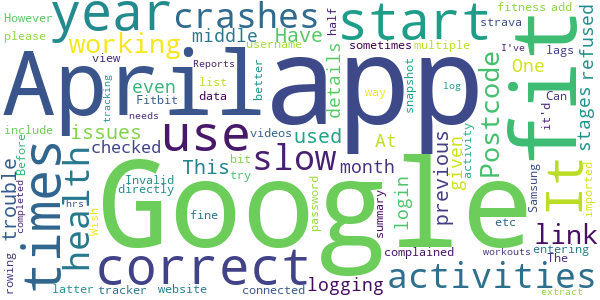 However
please
year
crashes
start
fit
strava
fitness
add
half
Have
middle
working
username
sometimes
multiple
lags
I've
refused
stages
view
Reports
tracking
list
data
better
details
way
snapshot
log
One
it'd
Can
April
app
Fitbit
even
needs
issues
use
used
videos
At
Postcode
given
activity
Samsung
It
imported
include
Before
times
health
checked
slow
This
month
previous
Google
trouble
completed
hrs
Wish
Invalid
directly
bit
try
fine
password
summary
login
entering
The
link
etc
rowing
correct
latter
tracker
website
connected
logging
complained
activities
workouts
extract